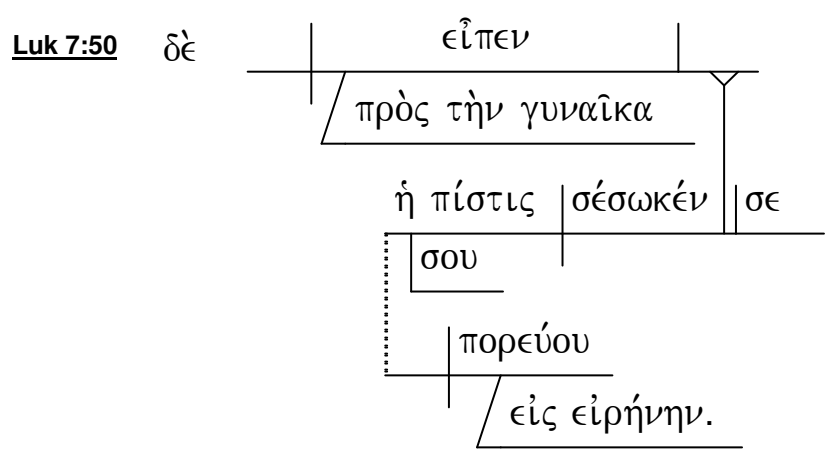 Luk 7:50 δὲ εἶπεν
πρὸς τὴν γυναῖκα
ἡ πίστις σέσωκέν σε
σου
πορεύου
εἰς εἰρήνην.